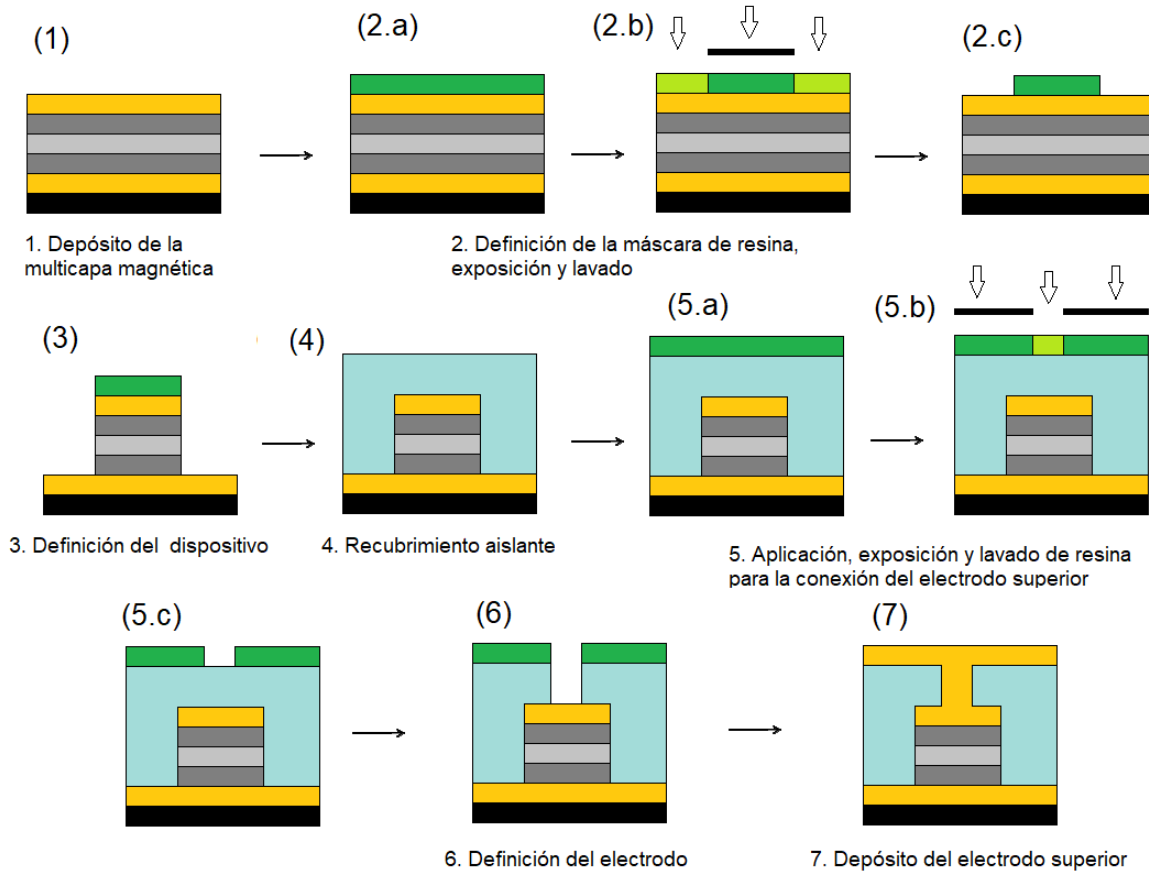 (1)
(2.a)
(2.b)
(2.c)
1. Depósito de la
multicapa magnética
2. Definición de la máscara de resina,
exposición y lavado
(3)
(4)
(5.a)
(5.b)
3. Definición del  dispositivo
4. Recubrimiento aislante
5. Aplicación, exposición y lavado de resina
para la conexión del electrodo superior
(5.c)
(6)
(7)
6. Definición del electrodo
7. Depósito del electrodo superior